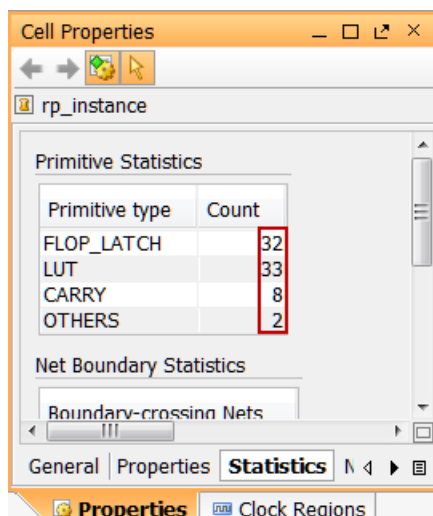 Cell Properties
rp_instance
Primitive Statistics
Primitive type Count
FLOP_LATCH 32
LUT 33
CARRY 8
OTHERS 2
Net Boundary Statistics
Boundary-crossing Nets
General Properties Statistics N
Properties Clock Regions